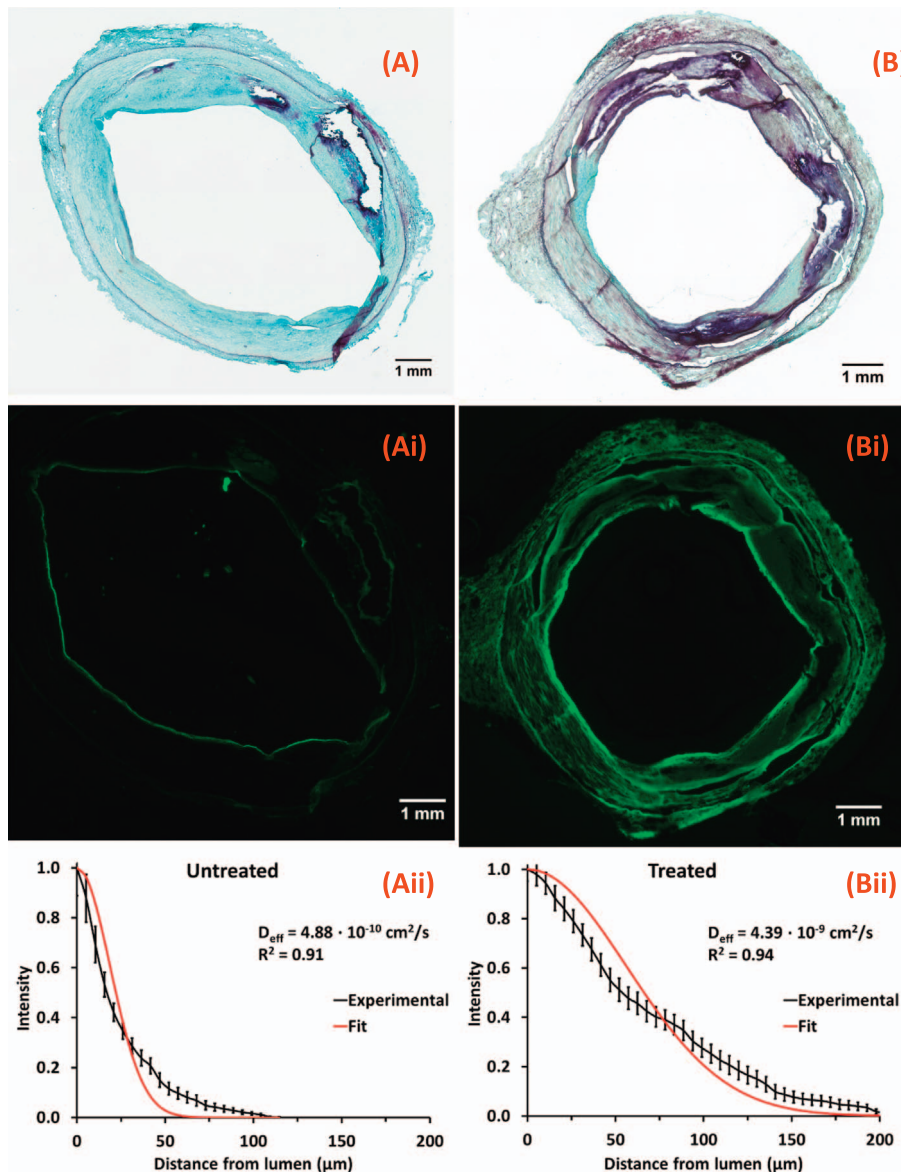 (A)
(B)
1 mm
1 mm
(Ai)
(Bi)
1 mm
1 mm
Untreated
(Aii)
D_eff = 4.88 · 10^-10 cm²/s
R² = 0.91
Experimental
Fit
Intensity
1.0
0.8
0.6
0.4
0.2
0.0
0
50
100
150
200
Distance from lumen (µm)
Treated
(Bii)
D_eff = 4.39 · 10^-9 cm²/s
R² = 0.94
Experimental
Fit
Intensity
1.0
0.8
0.6
0.4
0.2
0.0
0
50
100
150
200
Distance from lumen (µm)